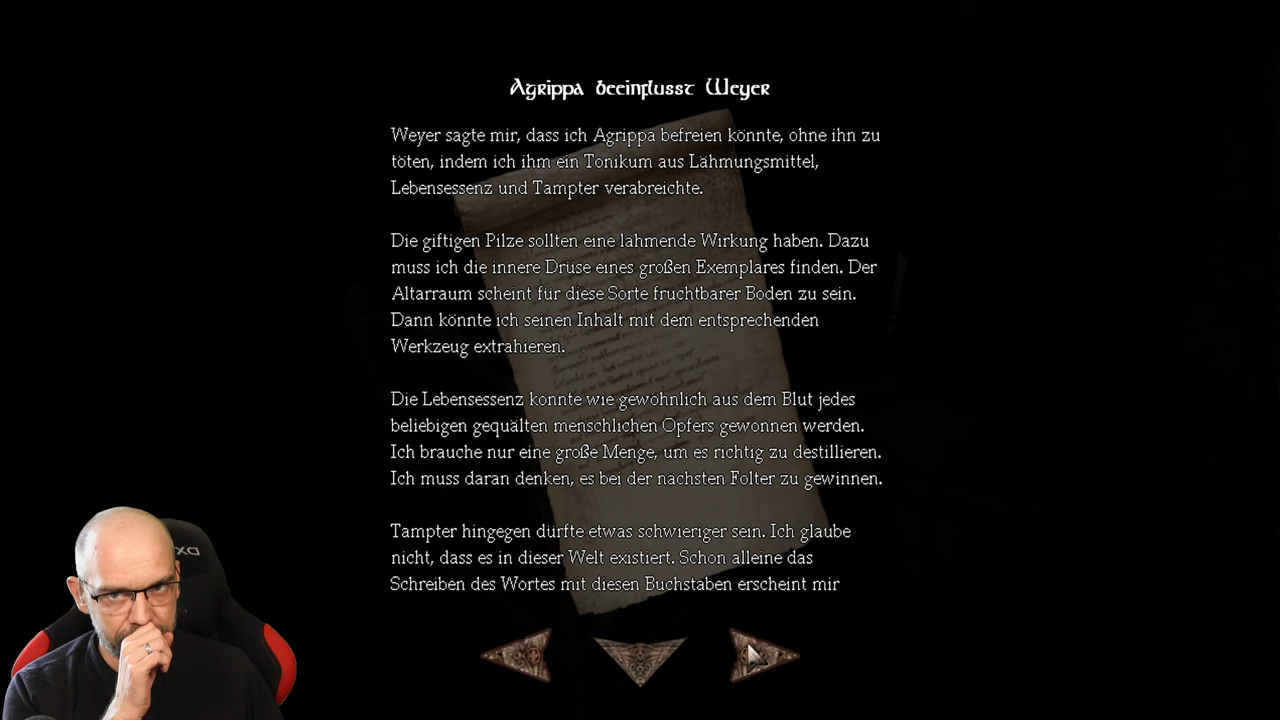 Agrippa beeinflusst Weyer
Weyer sagte mir, dass ich Agrippa befreien könnte, ohne ihn zu
töten, indem ich ihm ein Tonikum aus Lähmungsmittel,
Lebensessenz und Tampter verabreichte.
Die giftigen Pilze sollten eine lähmende Wirkung haben. Dazu
muss ich die innere Drüse eines großen Exemplares finden. Der
Altarraum scheint für diese Sorte fruchtbarer Boden zu sein.
Dann könnte ich seinen Inhalt mit dem entsprechenden
Werkzeug extrahieren.
Die Lebensessenz könnte wie gewöhnlich aus dem Blut jedes
beliebigen gequälten menschlichen Opfers gewonnen werden.
Ich brauche nur eine große Menge, um es richtig zu destillieren.
Ich muss daran denken, es bei der nächsten Folter zu gewinnen.
Tampter hingegen dürfte etwas schwieriger sein. Ich glaube
nicht, dass es in dieser Welt existiert. Schon alleine das
Schreiben des Wortes mit diesen Buchstaben erscheint mir